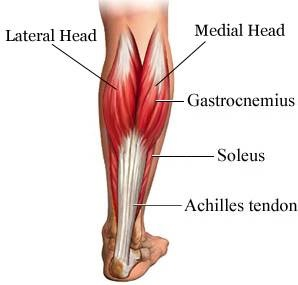 Medial Head
Lateral Head
Gastrocnemius
Soleus
Achilles tendon